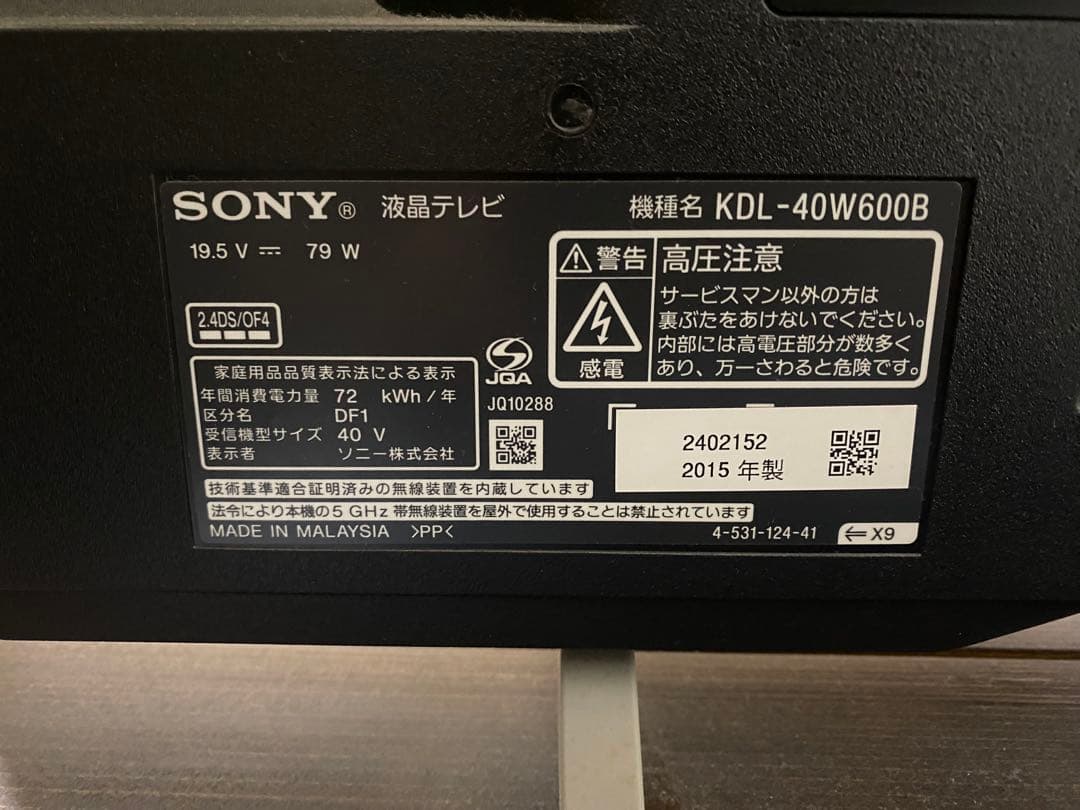 SONY® 液晶テレビ
機種名 KDL-40W600B
19.5 V ⎓ 79 W
警告 高圧注意
サービスマン以外の方は
裏ぶたをあけないでください。
内部には高電圧部分が数多く
あり、万一さわると危険です。
感電
2.4DS/OF4
家庭用品品質表示法による表示
年間消費電力量 72 kWh/年
区分名 DF1
受信機型サイズ 40 V
表示者 ソニー株式会社
JQA
JQ10288
2402152
2015 年製
技術基準適合証明済みの無線装置を内蔵しています
法令により本機の5 GHz 帯無線装置を屋外で使用することは禁止されています
MADE IN MALAYSIA >PP<
4-531-124-41 ⇐ X9